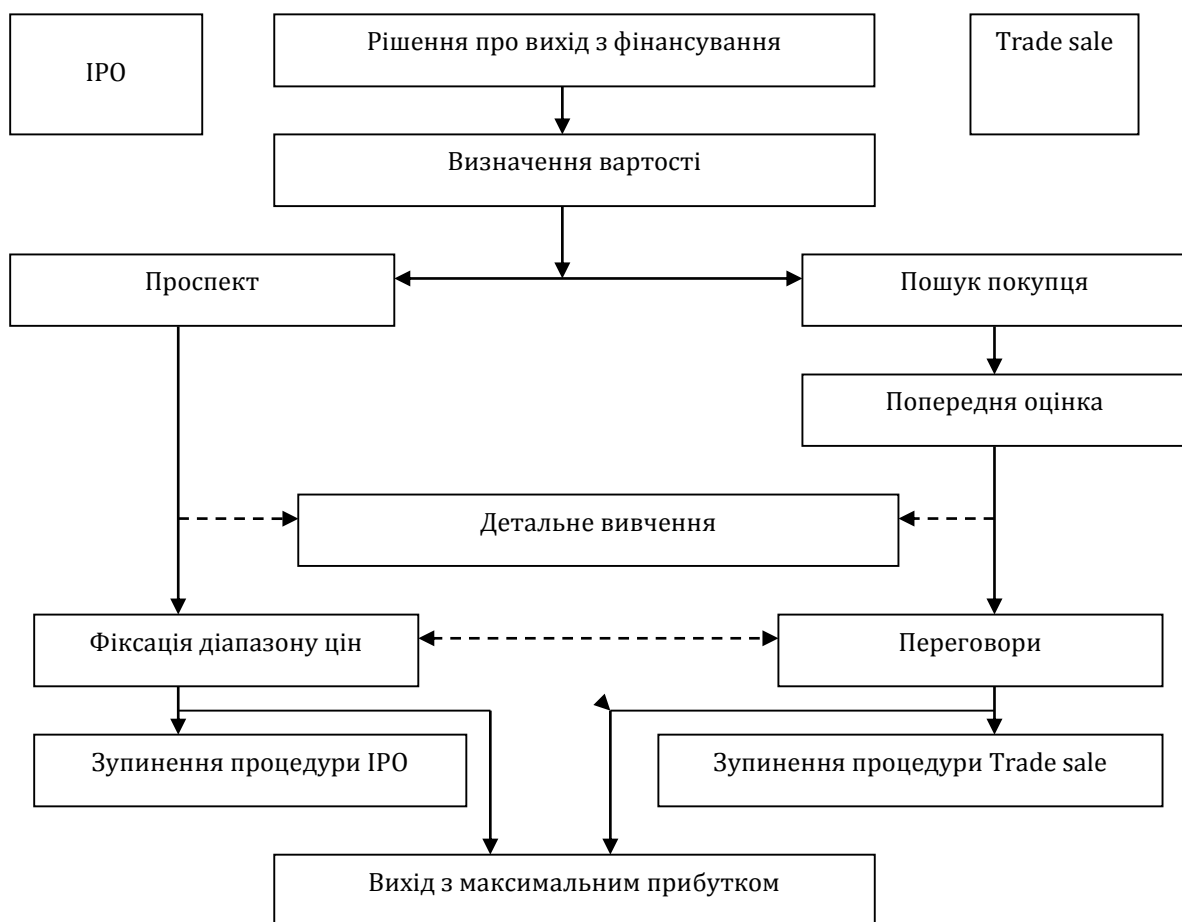 IPO
Рішення про вихід з фінансування
Trade sale
Визначення вартості
Проспект
Пошук покупця
Попередня оцінка
Детальне вивчення
Фіксація діапазону цін
Переговори
Зупинення процедури IPO
Зупинення процедури Trade sale
Вихід з максимальним прибутком